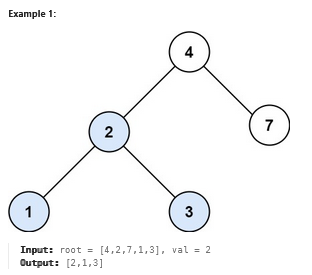 Example 1:
4
2
7
1
3
Input: root = [4,2,7,1,3], val = 2
Output: [2,1,3]